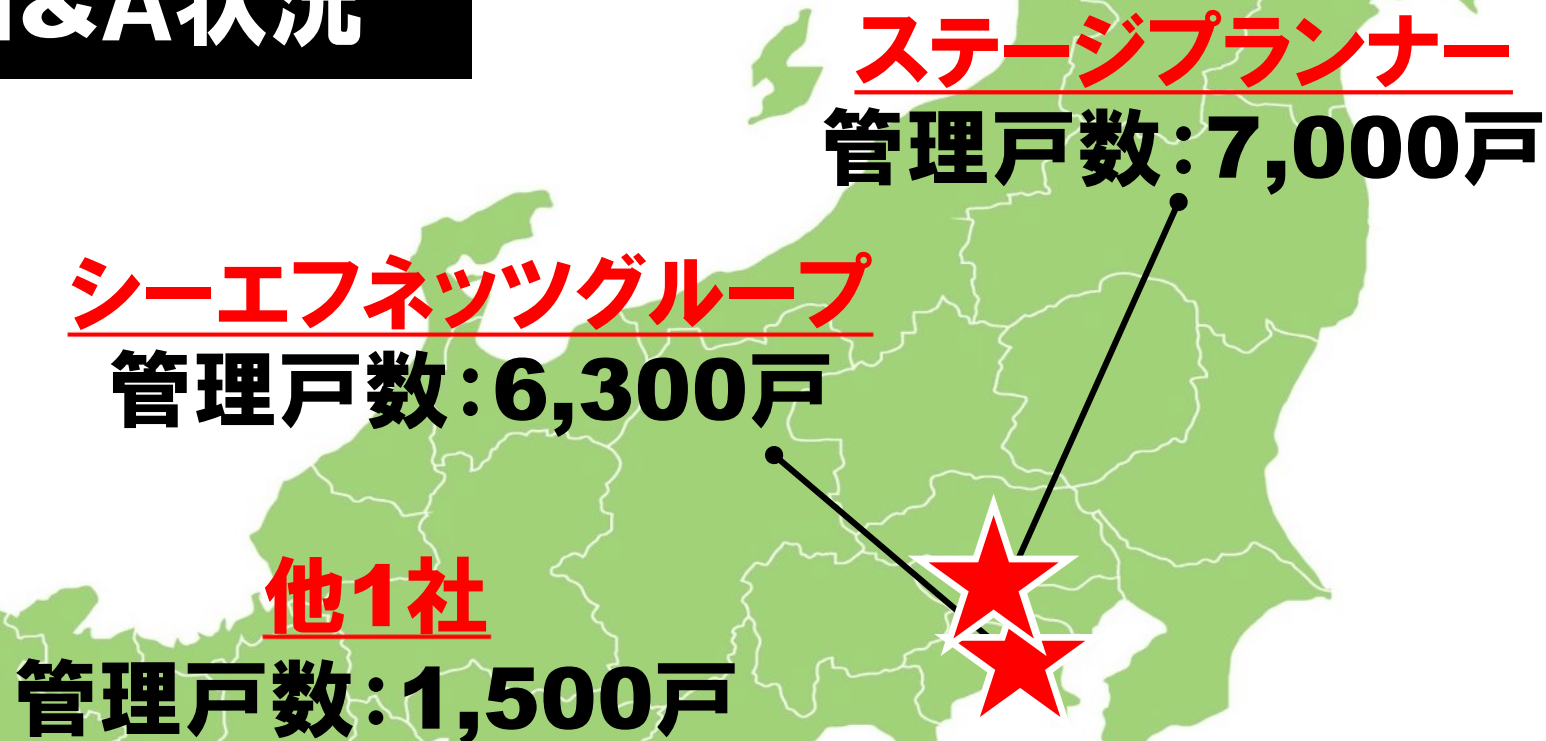 &A状況
ステージプランナー
管理戸数:7,000戸
シーエフネッツグループ
管理戸数:6,300戸
他1社
管理戸数:1,500戸